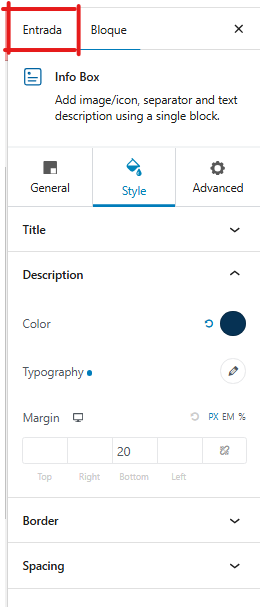 Entrada Bloque
Info Box
Add image/icon, separator and text
description using a single block.
General Style Advanced
Title
Description
Color
Typography
Margin PX EM %
20
Top Right Bottom Left
Border
Spacing